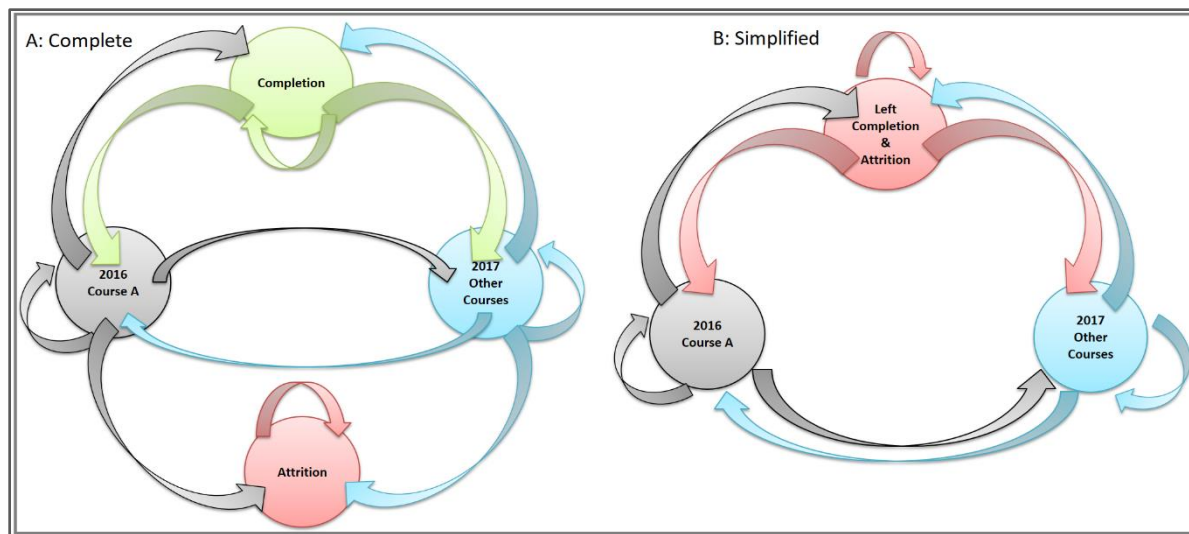 A: Complete
Completion
2016
Course A
2017
Other
Courses
Attrition
B: Simplified
Left
Completion
&
Attrition
2016
Course A
2017
Other
Courses